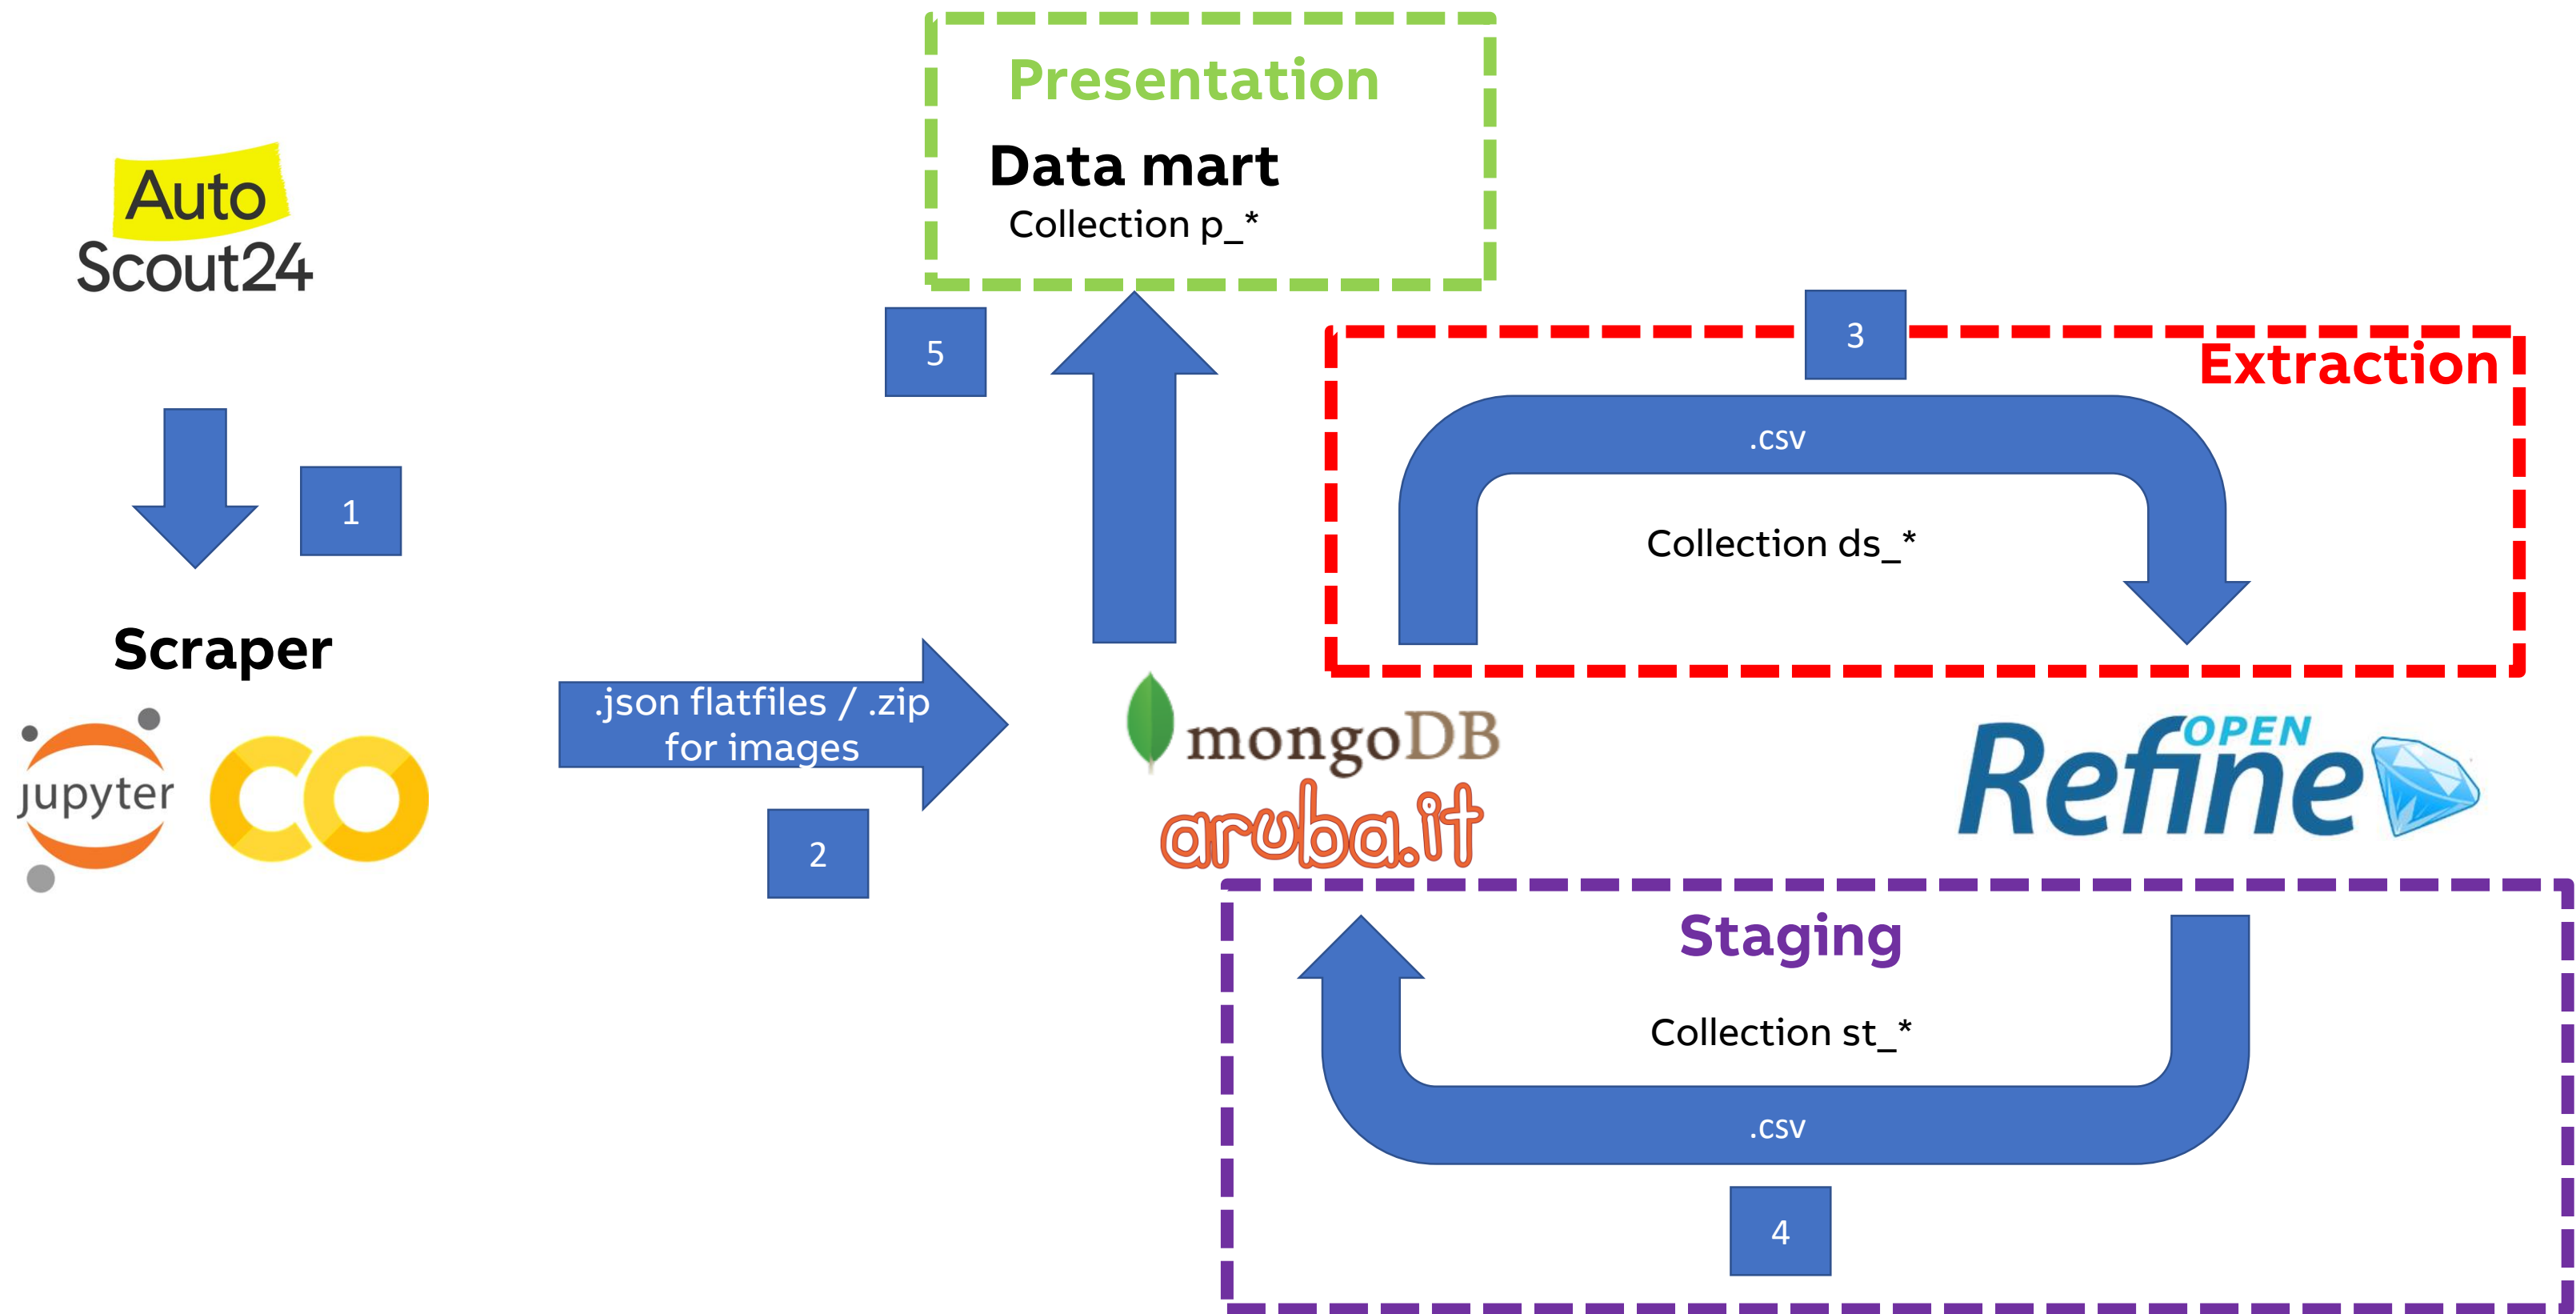 Auto
Scout24
1
Scraper
jupyter
CO
.json flatfiles / .zip
for images
2
Presentation
Data mart
Collection p_*
5
3
Extraction
.csv
Collection ds_*
mongoDB
aruba.it
OPEN
Refine
Staging
Collection st_*
.csv
4